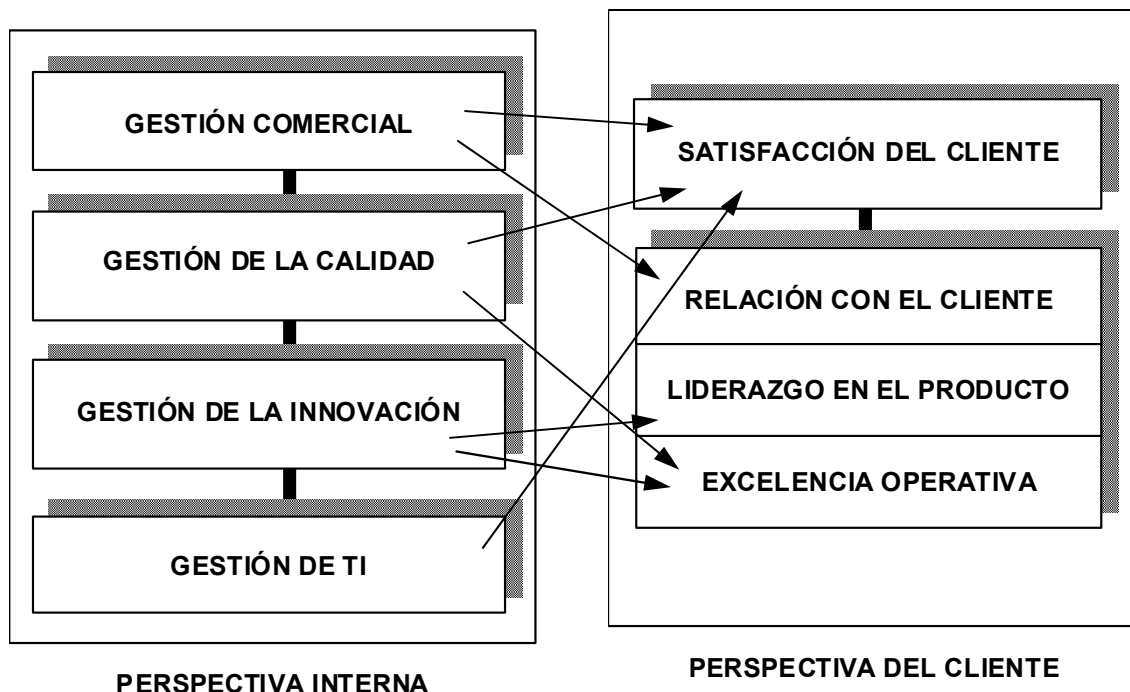 GESTIÓN COMERCIAL
GESTIÓN DE LA CALIDAD
GESTIÓN DE LA INNOVACIÓN
GESTIÓN DE TI
PERSPECTIVA INTERNA
SATISFACCIÓN DEL CLIENTE
RELACIÓN CON EL CLIENTE
LIDERAZGO EN EL PRODUCTO
EXCELENCIA OPERATIVA
PERSPECTIVA DEL CLIENTE